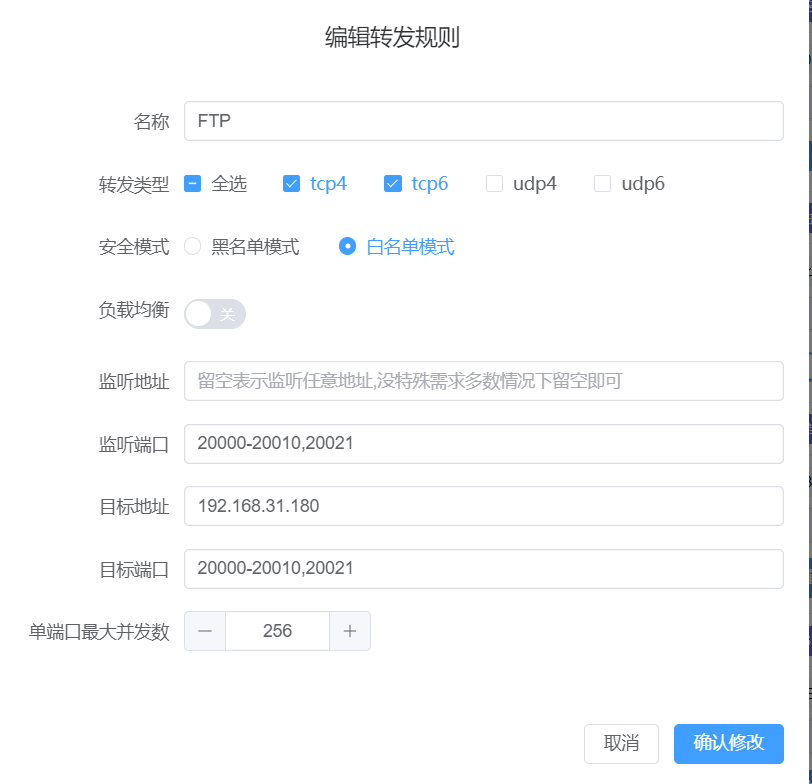 编辑转发规则
名称 FTP
转发类型 全选 tcp4 tcp6 udp4 udp6
安全模式 黑名单模式 白名单模式
负载均衡 关
监听地址 留空表示监听任意地址,没特殊需求多数情况下留空即可
监听端口 20000-20010,20021
目标地址 192.168.31.180
目标端口 20000-20010,20021
单端口最大并发数 256
取消 确认修改